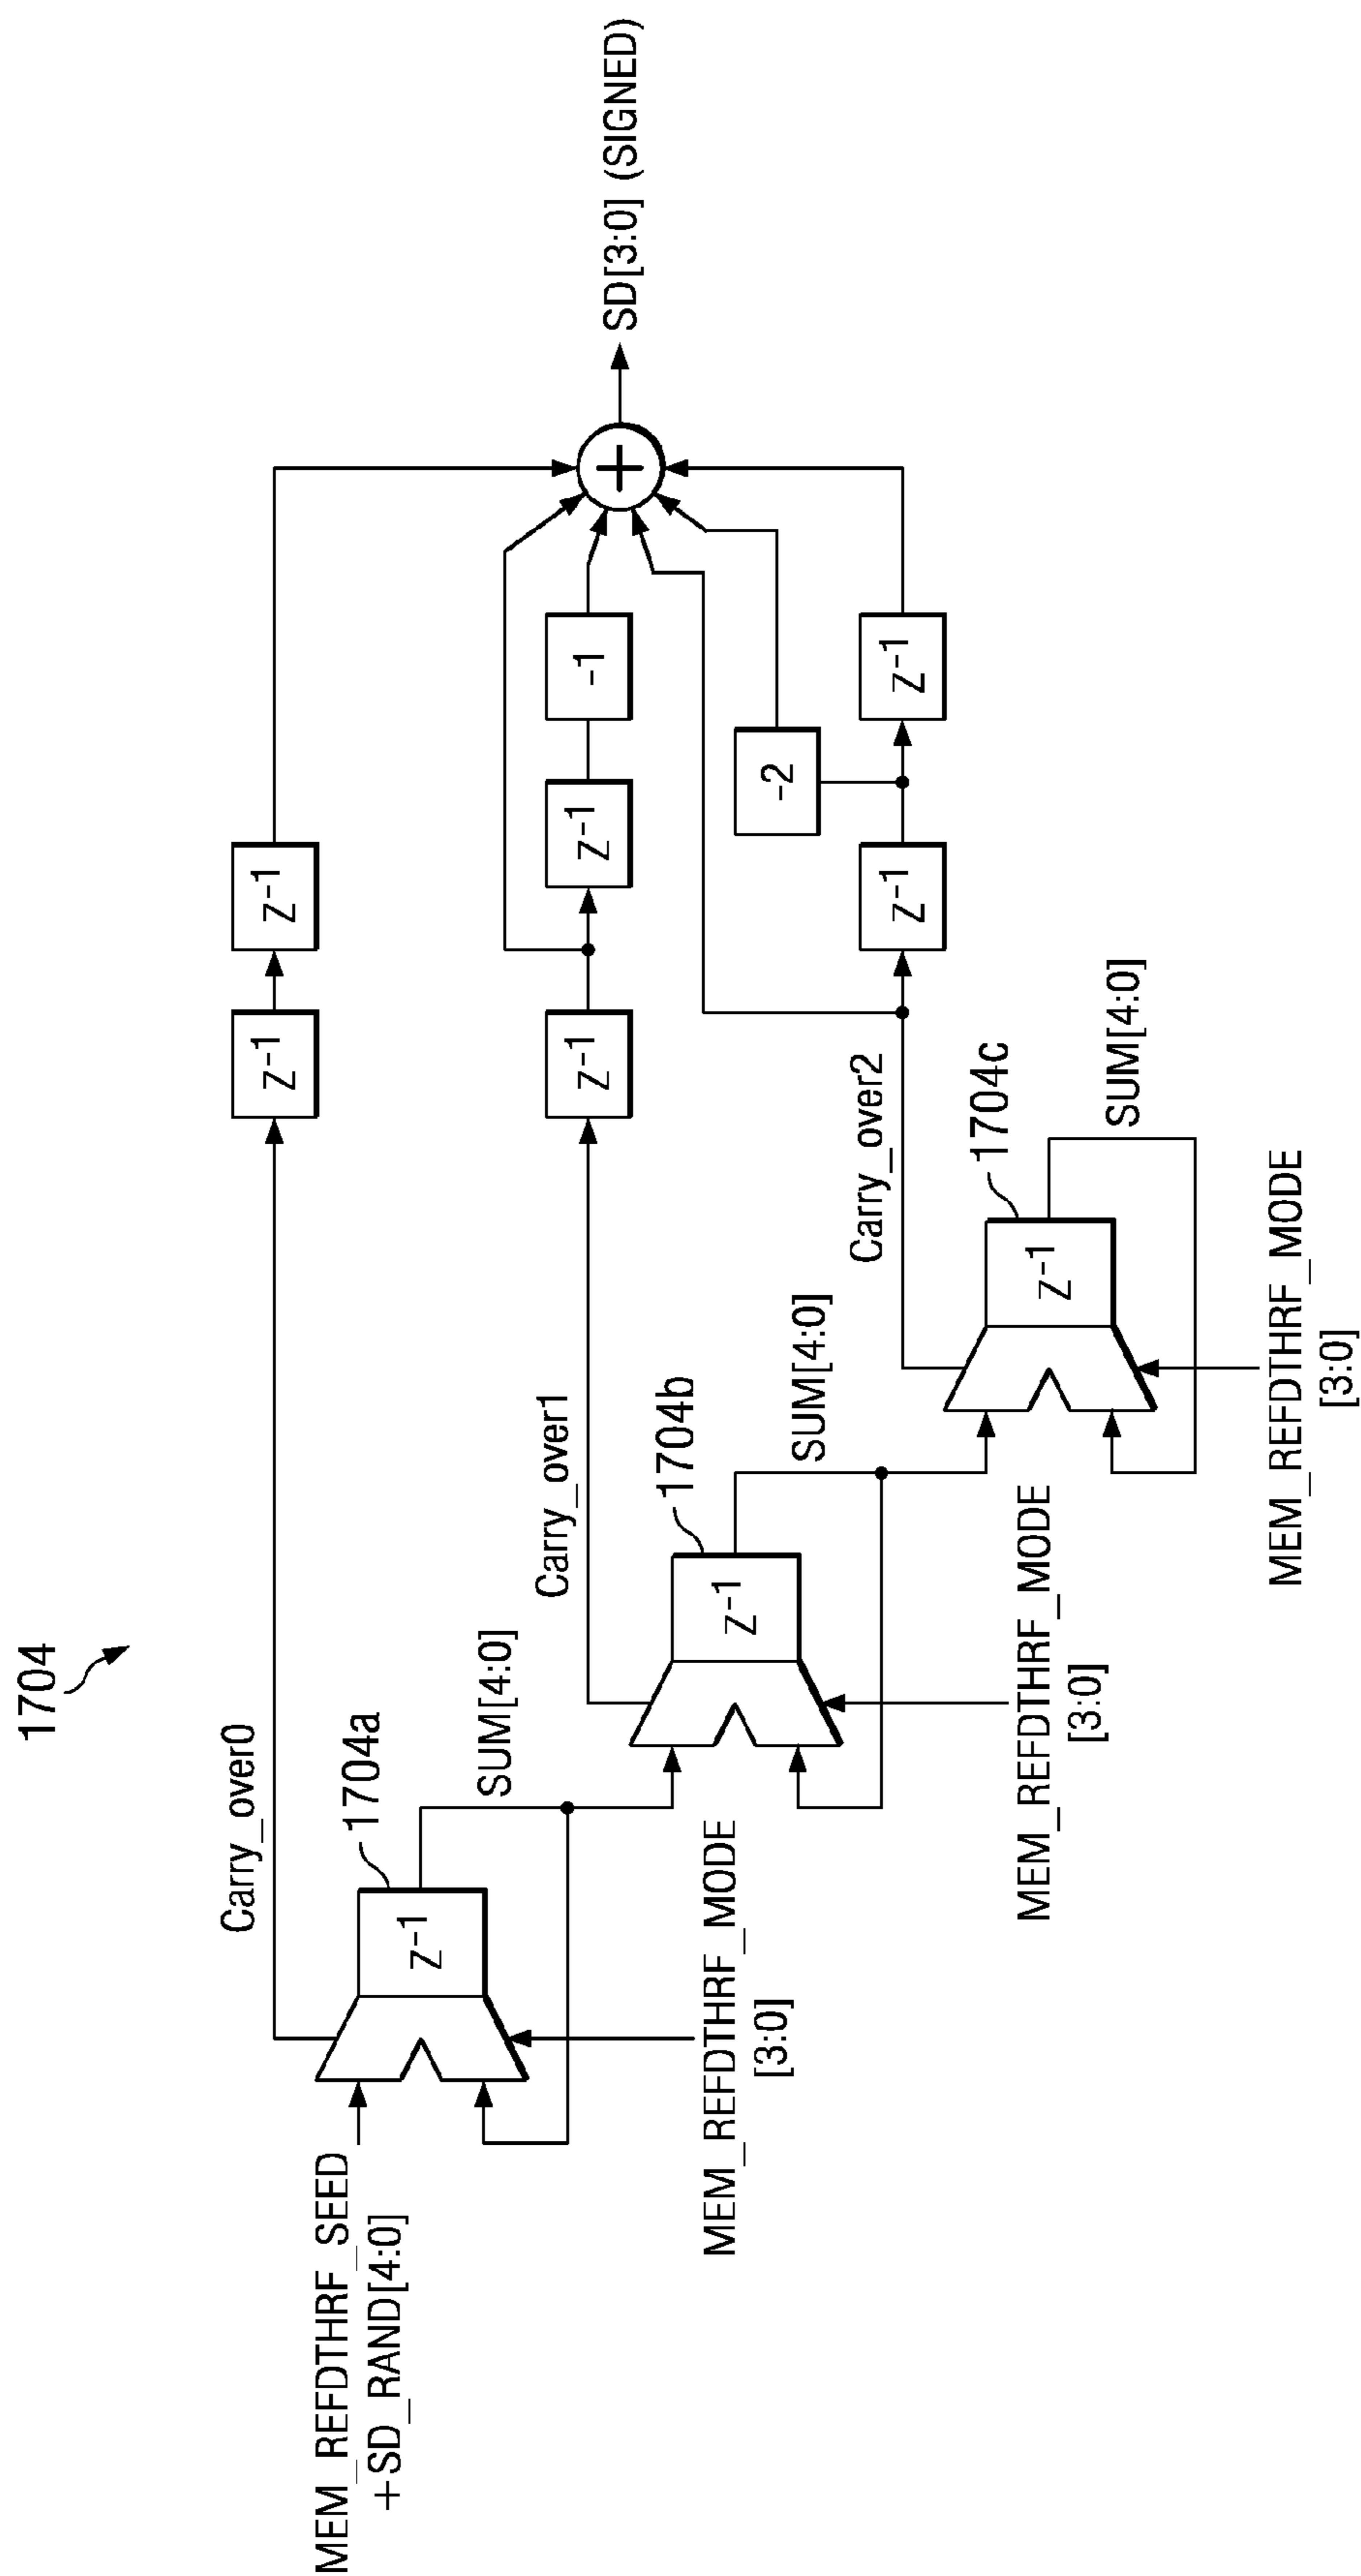 1704
MEM_REFDTHRF_SEED
+SD_RAND[4:0]
Carry_over0
1704a
Z-1
SUM[4:0]
MEM_REFDTHRF_MODE
[3:0]
Carry_over1
1704b
Z-1
SUM[4:0]
MEM_REFDTHRF_MODE
[3:0]
Carry_over2
1704c
Z-1
SUM[4:0]
MEM_REFDTHRF_MODE
[3:0]
Z-1
Z-1
Z-1
Z-1
-1
Z-1
-2
Z-1
+
SD[3:0] (SIGNED)